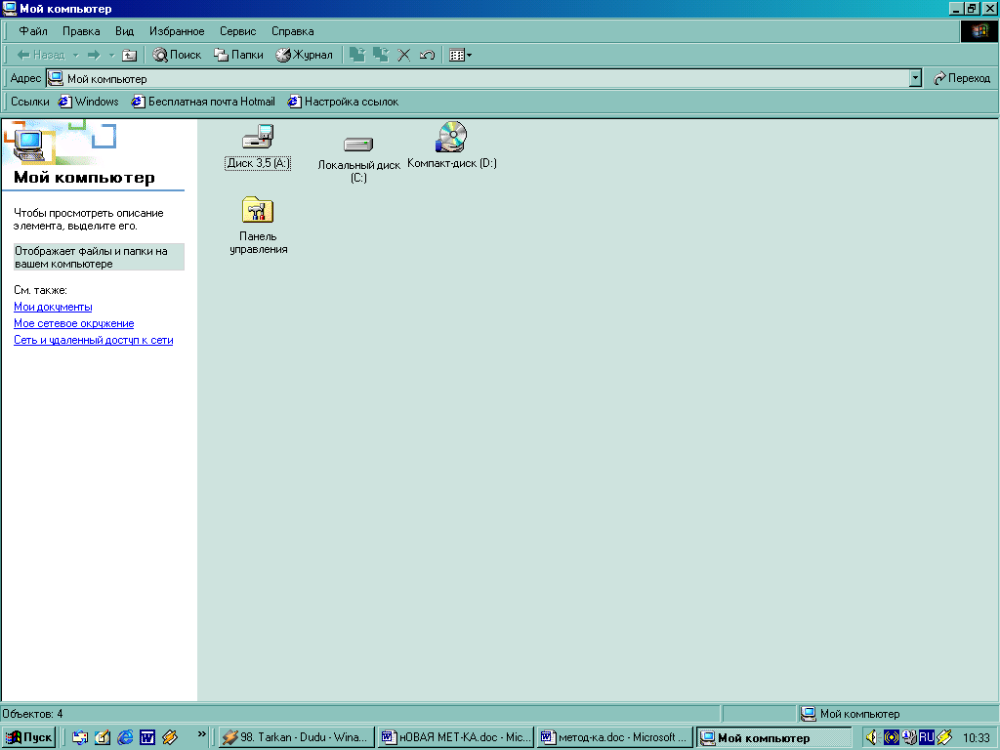 Мой компьютер
Файл Правка Вид Избранное Сервис Справка
Назад Поиск Папки Журнал
Адрес Мой компьютер Переход
Ссылки Windows Бесплатная почта Hotmail Настройка ссылок
Мой компьютер
Чтобы просмотреть описание
элемента, выделите его.
Отображает файлы и папки на
вашем компьютере
См. также:
Мои документы
Мое сетевое окружение
Сеть и удаленный доступ к сети
Диск 3,5 (A:)
Локальный диск
(C:)
Компакт-диск (D:)
Панель
управления
Объектов: 4
Мой компьютер
Пуск » 98. Tarkan - Dudu - Wina... нОВАЯ МЕТ-КА.doc - Mic... метод-ка.doc - Microsoft ... Мой компьютер RU 10:33